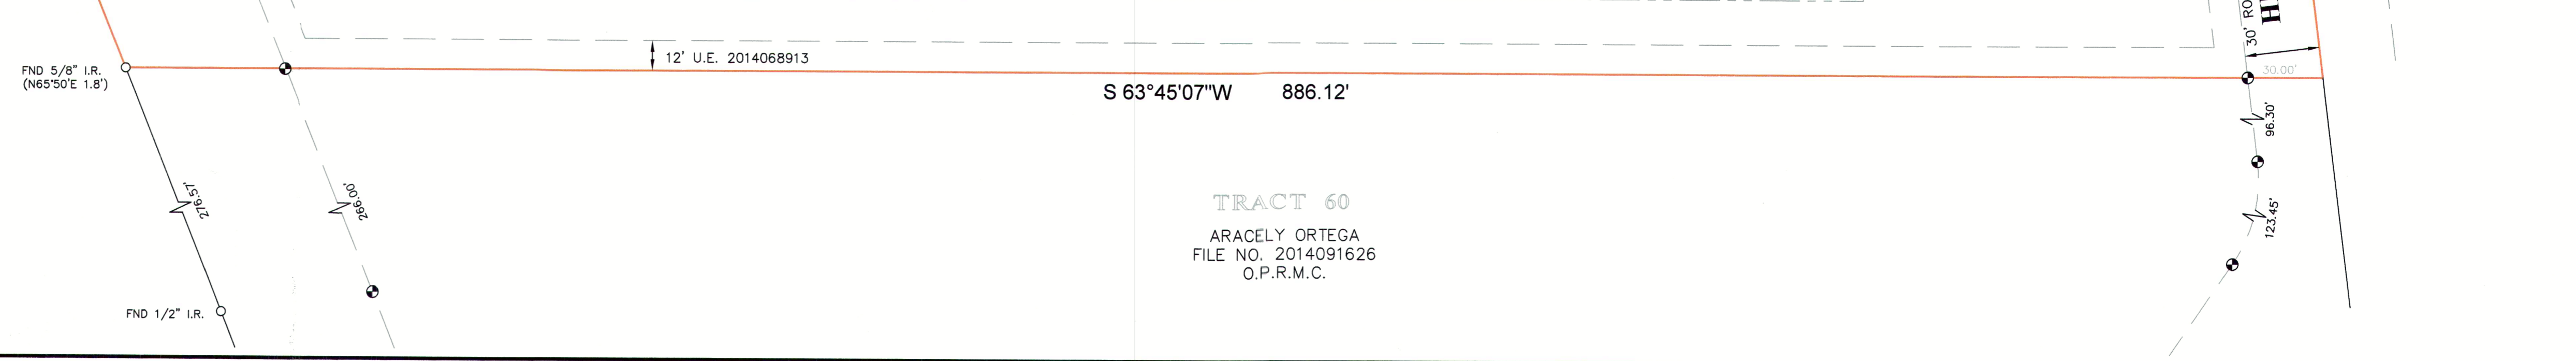 30' RO
H
12' U.E. 2014068913
FND 5/8" I.R.
(N65°50'E 1.8')
30.00'
S 63°45'07"W 886.12'
96.30'
276.57'
266.00'
TRACT 60
123.45'
ARACELY ORTEGA
FILE NO. 2014091626
O.P.R.M.C.
FND 1/2" I.R.